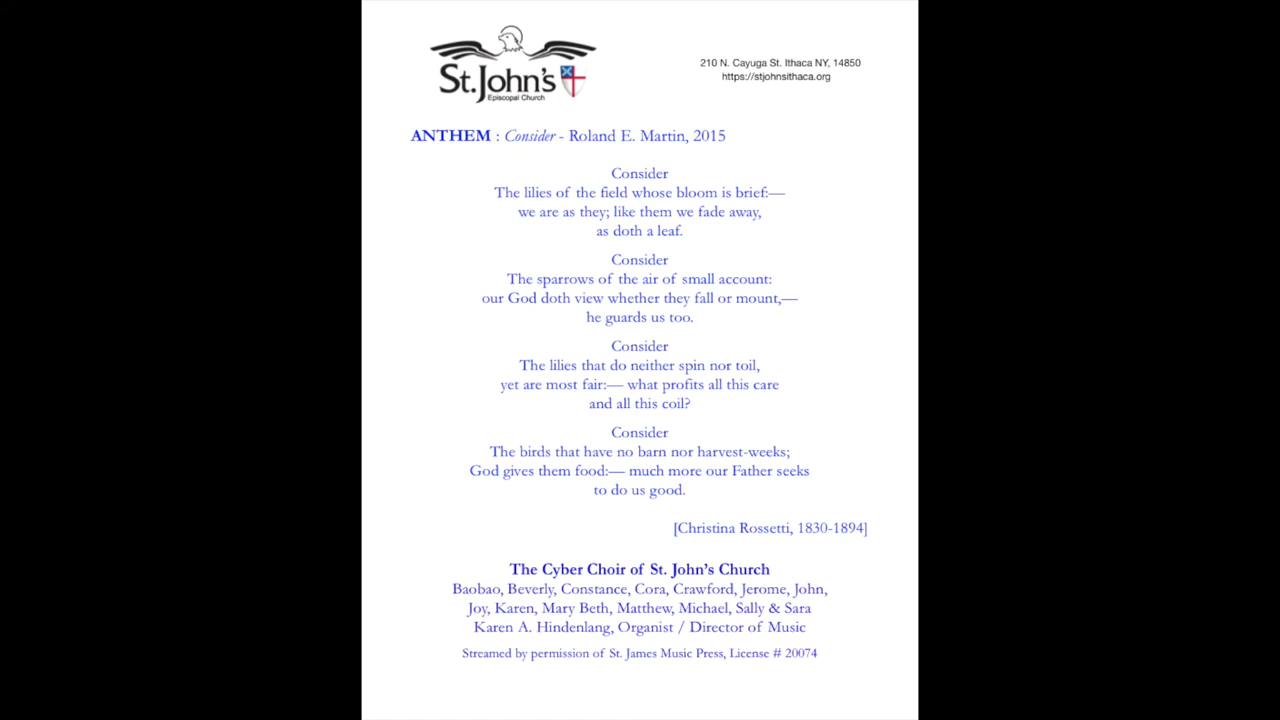 St. John's
Episcopal Church
210 N. Cayuga St. Ithaca NY, 14850
https://stjohnsithaca.org
ANTHEM : Consider - Roland E. Martin, 2015
Consider
The lilies of the field whose bloom is brief:—
we are as they; like them we fade away,
as doth a leaf.
Consider
The sparrows of the air of small account:
our God doth view whether they fall or mount,—
he guards us too.
Consider
The lilies that do neither spin nor toil,
yet are most fair:— what profits all this care
and all this coil?
Consider
The birds that have no barn nor harvest-weeks;
God gives them food:— much more our Father seeks
to do us good.
[Christina Rossetti, 1830-1894]
The Cyber Choir of St. John's Church
Baobao, Beverly, Constance, Cora, Crawford, Jerome, John,
Joy, Karen, Mary Beth, Matthew, Michael, Sally & Sara
Karen A. Hindenlang, Organist / Director of Music
Streamed by permission of St. James Music Press, License # 20074